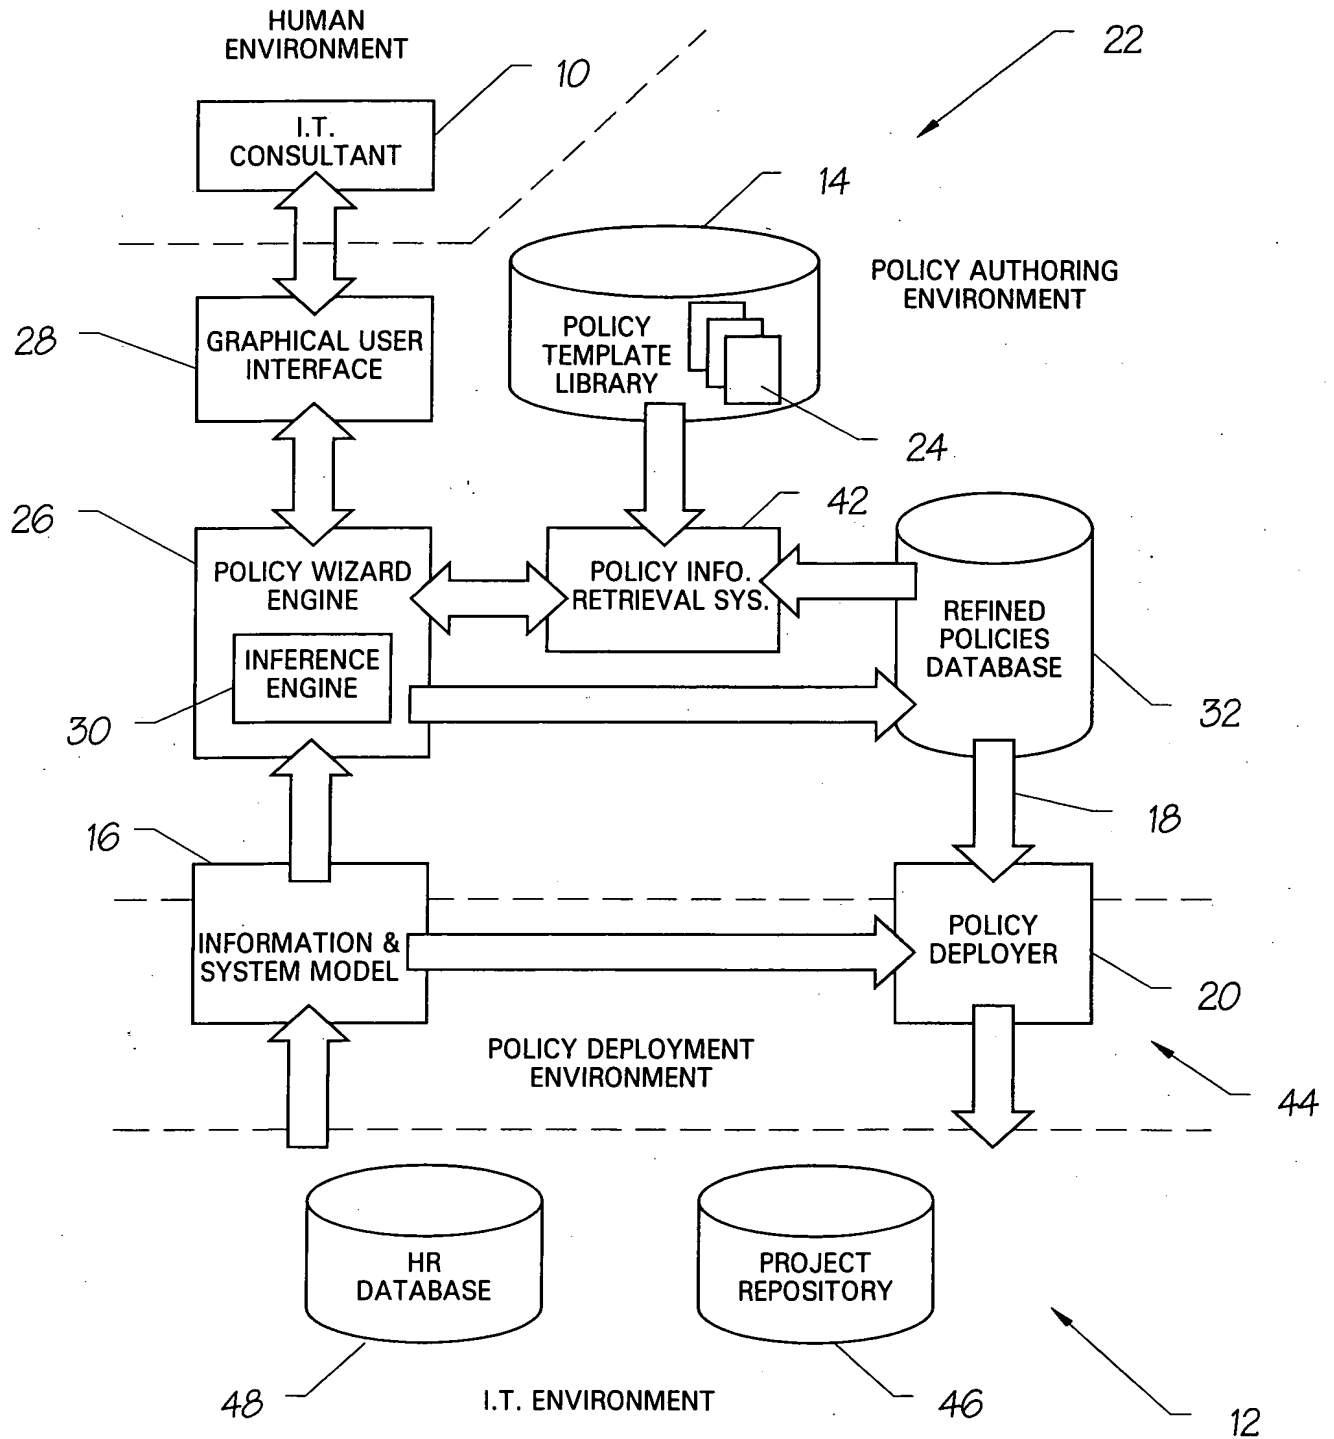 HUMAN
ENVIRONMENT
22
10
I.T.
CONSULTANT
14
POLICY AUTHORING
ENVIRONMENT
28
GRAPHICAL USER
INTERFACE
POLICY
TEMPLATE
LIBRARY
24
26
42
POLICY WIZARD
ENGINE
POLICY INFO.
RETRIEVAL SYS.
REFINED
POLICIES
DATABASE
INFERENCE
ENGINE
30
32
18
16
POLICY
DEPLOYER
INFORMATION &
SYSTEM MODEL
20
POLICY DEPLOYMENT
ENVIRONMENT
44
HR
DATABASE
PROJECT
REPOSITORY
48
I.T. ENVIRONMENT
46
12